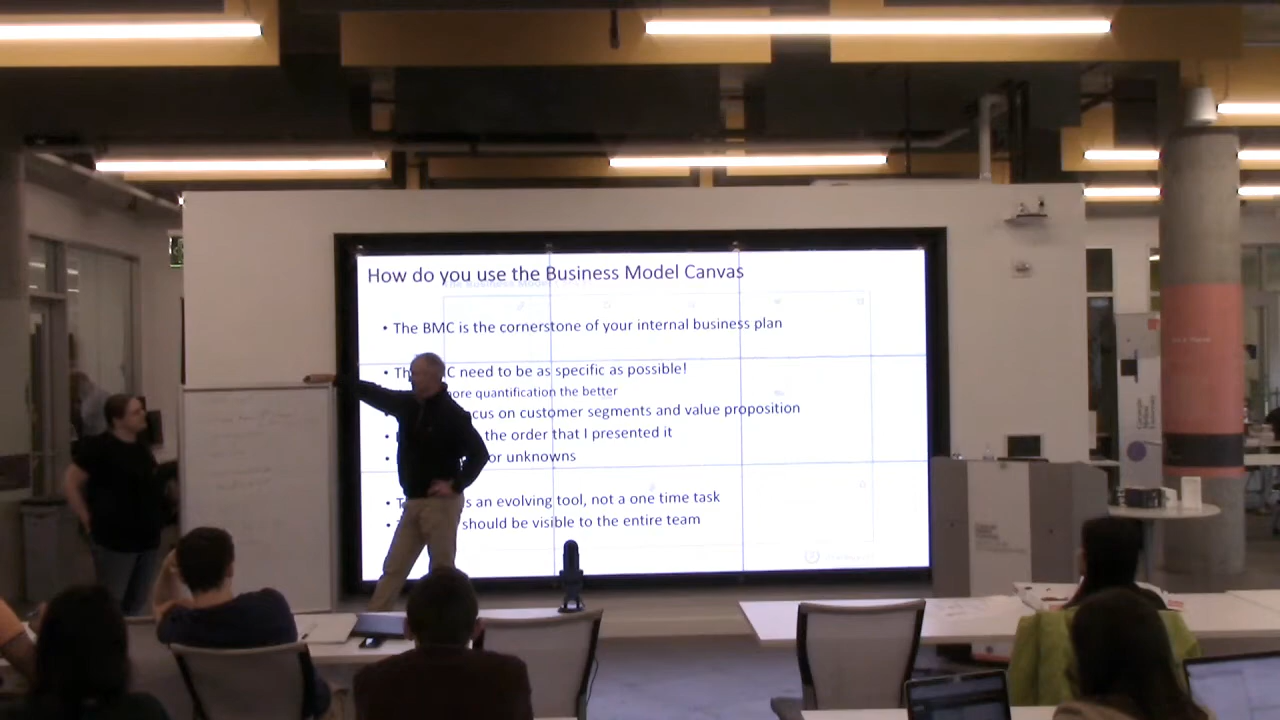 How do you use the Business Model Canvas
• The BMC is the cornerstone of your internal business plan
• Th C need to be as specific as possible!
ore quantification the better
ocus on customer segments and value proposition
• the order that I presented it
• or unknowns
• T s an evolving tool, not a one time task
• should be visible to the entire team